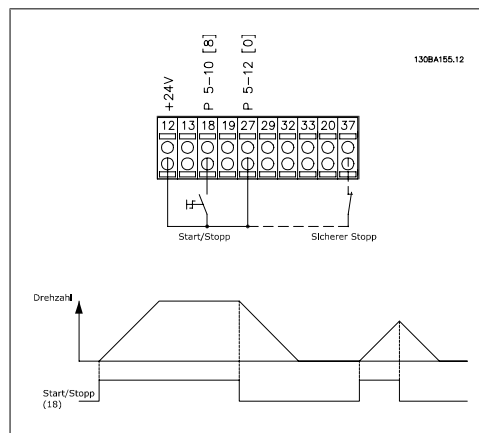 130BA155.12
+24V
P 5-10 [8]
P 5-12 [0]
12 13 18 19 27 29 32 33 20 37
Start/Stopp
Sicherer Stopp
Drehzahl
Start/Stopp
(18)